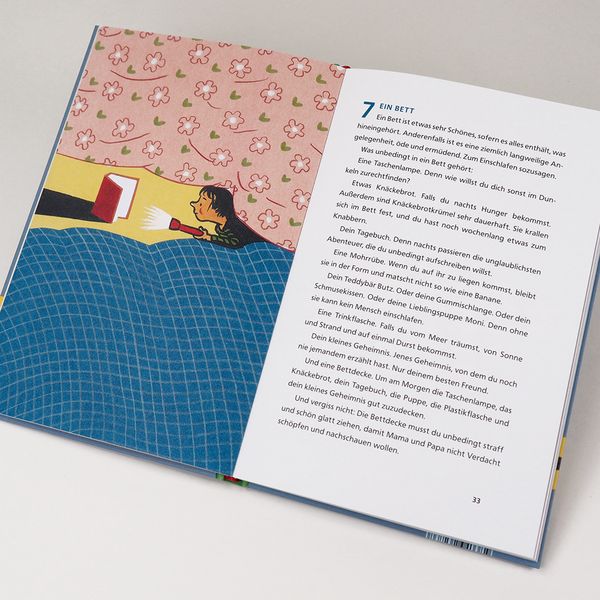 7 EIN BETT
Ein Bett ist etwas sehr Schönes, sofern es alles enthält, was
hineingehört. Anderenfalls ist es eine ziemlich langweilige An-
gelegenheit, öde und ermüdend. Zum Einschlafen sozusagen.
Was unbedingt in ein Bett gehört:
Eine Taschenlampe. Denn wie willst du dich sonst im Dun-
keln zurechtfinden?
Etwas Knäckebrot. Falls du nachts Hunger bekommst.
Außerdem sind Knäckebrotkrümel sehr dauerhaft. Sie krallen
sich im Bett fest, und du hast noch wochenlang etwas zum
Knabbern.
Dein Tagebuch. Denn nachts passieren die unglaublichsten
Abenteuer, die du unbedingt aufschreiben willst.
Eine Mohrrübe. Wenn du auf ihr zu liegen kommst, bleibt
sie in der Form und matscht nicht so wie eine Banane.
Dein Teddybär Butz. Oder deine Gummischlange. Oder dein
Schmusekissen. Oder deine Lieblingspuppe Moni. Denn ohne
sie kann kein Mensch einschlafen.
Eine Trinkflasche. Falls du vom Meer träumst, von Sonne
und Strand und auf einmal Durst bekommst.
Dein kleines Geheimnis. Jenes Geheimnis, von dem du noch
nie jemandem erzählt hast. Nur deinem besten Freund.
Und eine Bettdecke. Um am Morgen die Taschenlampe, das
Knäckebrot, dein Tagebuch, die Puppe, die Plastikflasche und
dein kleines Geheimnis gut zuzudecken.
Und vergiss nicht: Die Bettdecke musst du unbedingt straff
und schön glatt ziehen, damit Mama und Papa nicht Verdacht
schöpfen und nachschauen wollen.
33